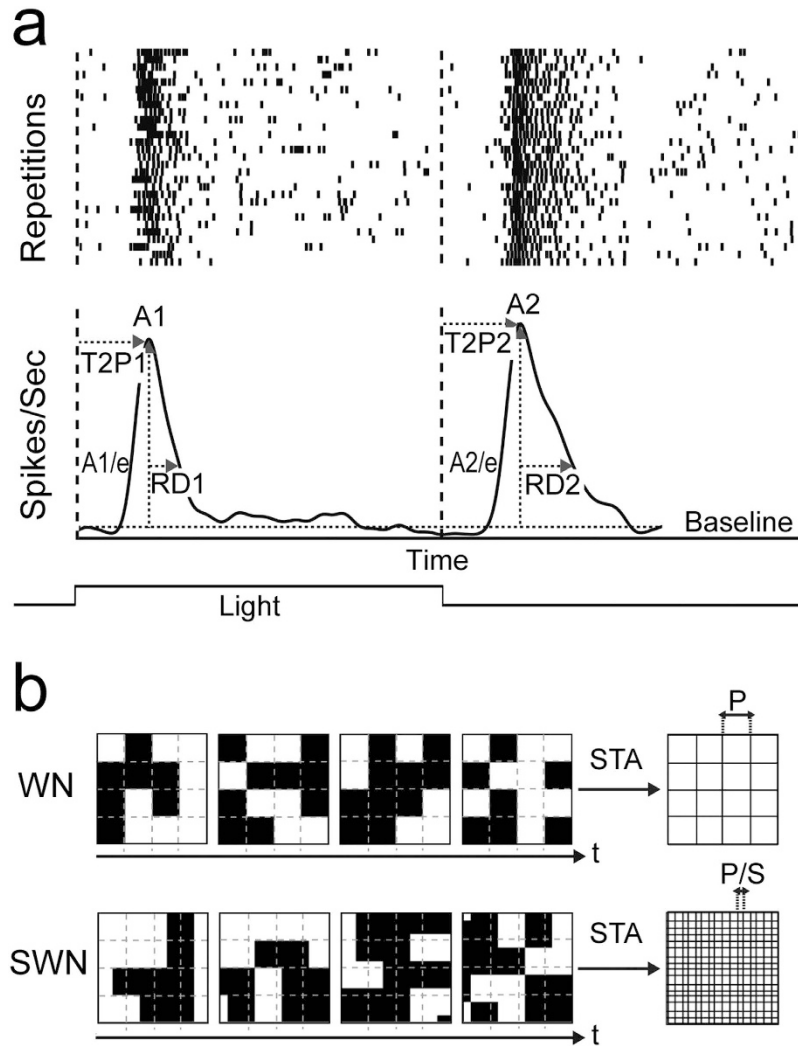 a
Repetitions
Spikes/Sec
A1
A2
T2P1
T2P2
A1/e
A2/e
RD1
RD2
Baseline
Time
Light
b
P
WN
STA
t
P/S
SWN
STA
t